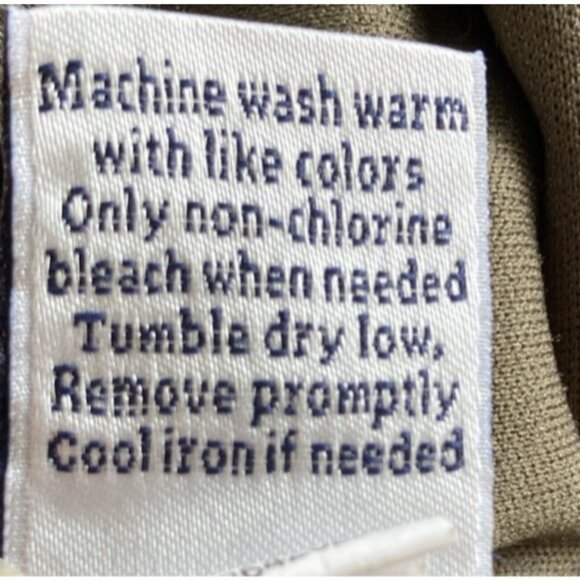 Machine wash warm
with like colors
Only non-chlorine
bleach when needed
Tumble dry low,
Remove promptly
Cool iron if needed